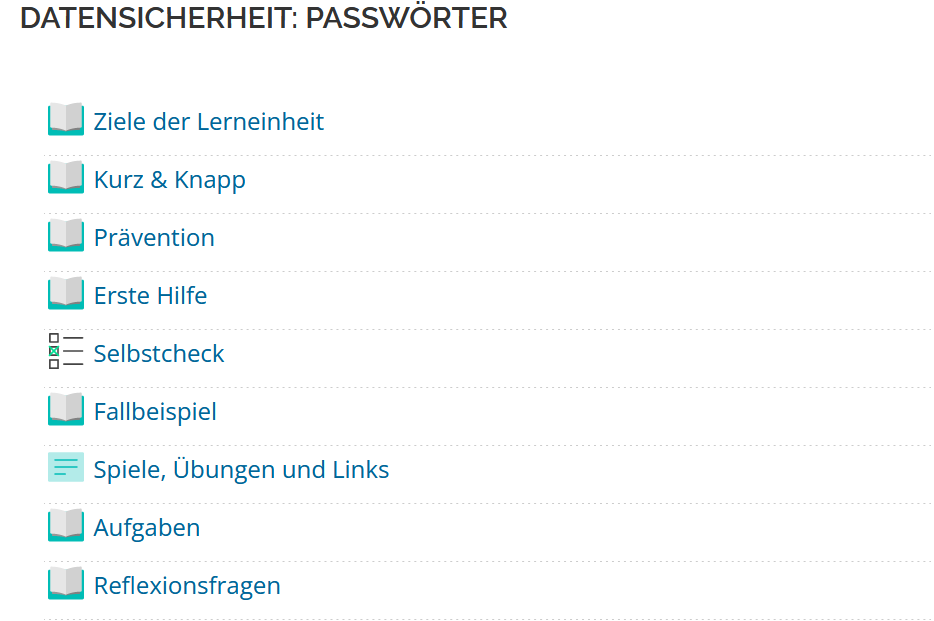 DATENSICHERHEIT: PASSWÖRTER
Ziele der Lerneinheit
Kurz & Knapp
Prävention
Erste Hilfe
Selbstcheck
Fallbeispiel
Spiele, Übungen und Links
Aufgaben
Reflexionsfragen